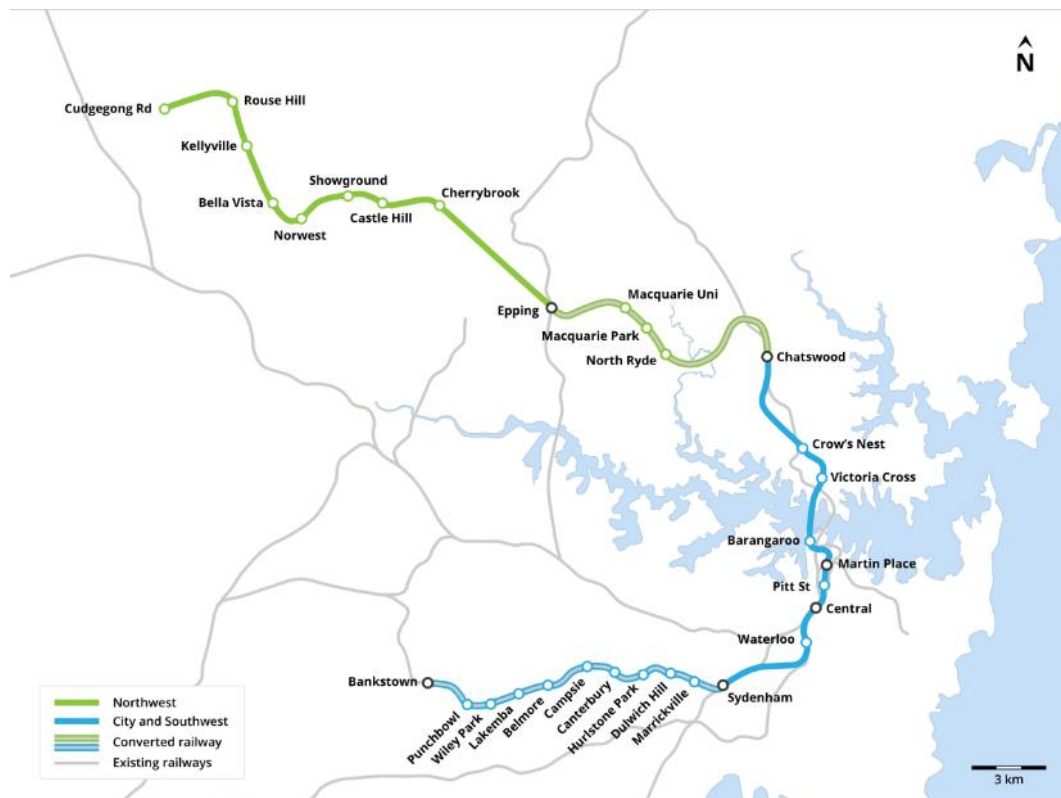 N
Cudgegong Rd
Rouse Hill
Kellyville
Showground
Cherrybrook
Bella Vista
Castle Hill
Norwest
Macquarie Uni
Epping
Macquarie Park
North Ryde
Chatswood
Crow's Nest
Victoria Cross
Barangaroo
Martin Place
Pitt St
Central
Waterloo
Bankstown
Sydenham
Punchbowl
Wiley Park
Lakemba
Belmore
Campsie
Canterbury
Hurlstone Park
Dulwich Hill
Marrickville
Northwest
City and Southwest
Converted railway
Existing railways
3 km